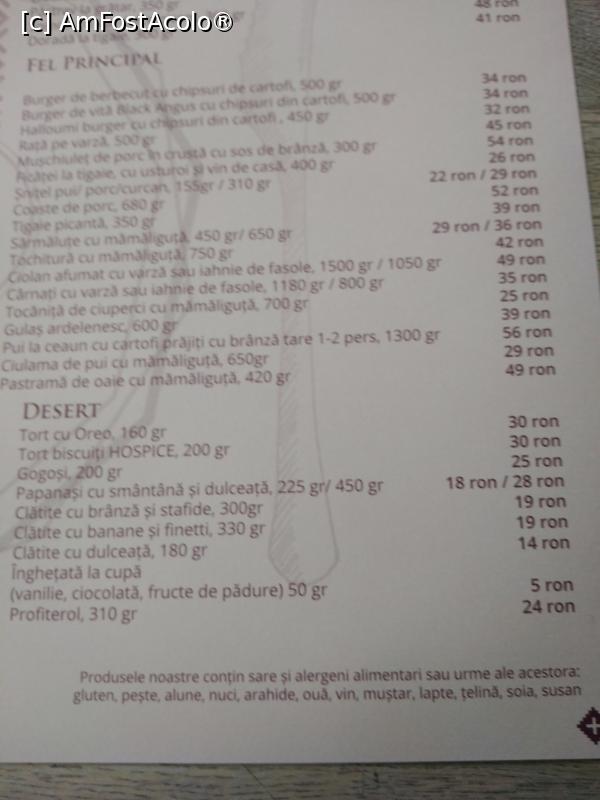 [c] AmFostAcolo®
grătar, 350 gr 48 ron
Doradă la tigaie 41 ron
FEL PRINCIPAL
Burger de berbecut cu chipsuri de cartofi, 500 gr 34 ron
Burger de vită Black Angus cu chipsuri din cartofi, 500 gr 34 ron
Halloumi burger cu chipsuri din cartofi, 450 gr 32 ron
Rață pe varză, 500 gr 45 ron
Mușchiuleț de porc în crustă cu sos de brânză, 300 gr 54 ron
Ficăței la tigaie, cu usturoi și vin de casă, 400 gr 26 ron
Șnițel pui/ porc/curcan, 155gr / 310 gr 22 ron / 29 ron
Coaste de porc, 680 gr 52 ron
Tigaie picantă, 350 gr 39 ron
Sărmăluțe cu mămăliguță, 450 gr/ 650 gr 29 ron / 36 ron
Tochitură cu mămăliguță, 750 gr 42 ron
Ciolan afumat cu varză sau iahnie de fasole, 1500 gr / 1050 gr 49 ron
Cârnați cu varză sau iahnie de fasole, 1180 gr / 800 gr 35 ron
Tocăniță de ciuperci cu mămăliguță, 700 gr 25 ron
Gulaș ardelenesc, 600 gr 39 ron
Pui la ceaun cu cartofi prăjiți cu brânză tare 1-2 pers, 1300 gr 56 ron
Ciulama de pui cu mămăliguță, 650gr 29 ron
Pastramă de oaie cu mămăliguță, 420 gr 49 ron
DESERT
Tort cu Oreo, 160 gr 30 ron
Tort biscuiți HOSPICE, 200 gr 30 ron
Gogoși, 200 gr 25 ron
Papanași cu smântână și dulceață, 225 gr/ 450 gr 18 ron / 28 ron
Clătite cu brânză și stafide, 300gr 19 ron
Clătite cu banane și finetti, 330 gr 19 ron
Clătite cu dulceață, 180 gr 14 ron
Înghețată la cupă
(vanilie, ciocolată, fructe de pădure) 50 gr 5 ron
Profiterol, 310 gr 24 ron
Produsele noastre conțin sare și alergeni alimentari sau urme ale acestora:
gluten, pește, alune, nuci, arahide, ouă, vin, muștar, lapte, țelină, soia, susan